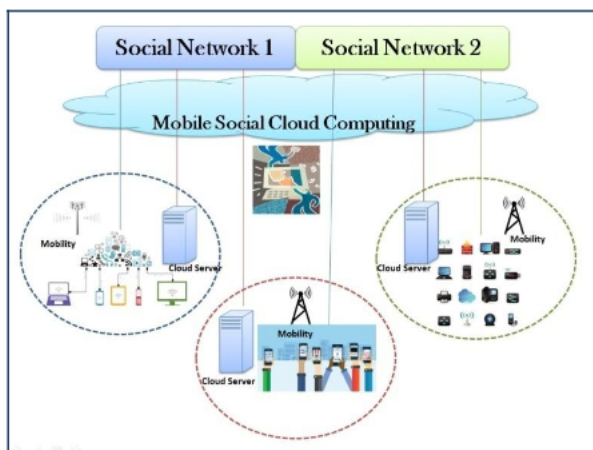 Social Network 1
Social Network 2
Mobile Social Cloud Computing
Mobility
Cloud Server
Mobility
Cloud Server
Mobility
Cloud Server